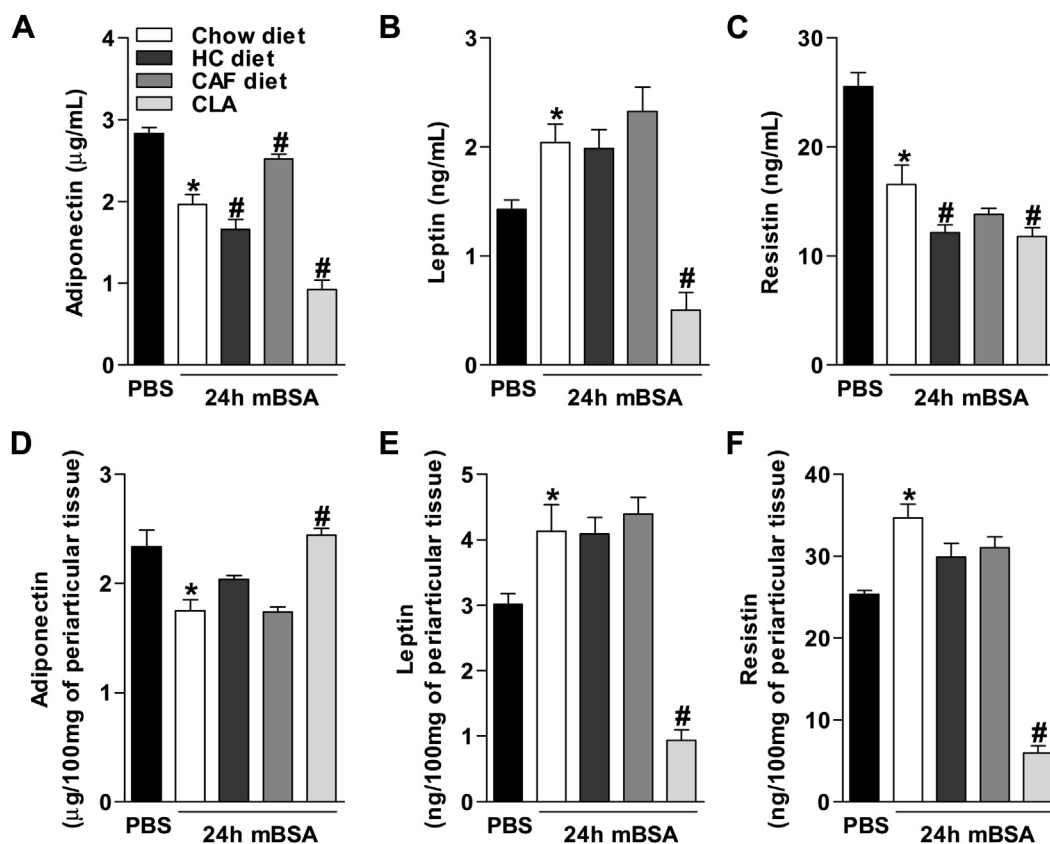 A
Adiponectin (μg/mL)
4
3
2
1
0
Chow diet
HC diet
CAF diet
CLA
*
#
#
#
PBS
24h mBSA
B
Leptin (ng/mL)
3
2
1
0
*
#
PBS
24h mBSA
C
Resistin (ng/mL)
30
20
10
0
*
#
#
PBS
24h mBSA
D
Adiponectin
(μg/100mg of periarticular tissue)
3
2
1
0
*
#
PBS
24h mBSA
E
Leptin
(ng/100mg of periarticular tissue)
5
4
3
2
1
0
*
#
PBS
24h mBSA
F
Resistin
(ng/100mg of periarticular tissue)
40
30
20
10
0
*
#
PBS
24h mBSA